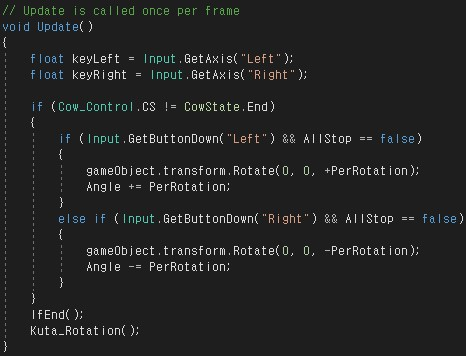 // Update is called once per frame
void Update()
{
    float keyLeft = Input.GetAxis("Left");
    float keyRight = Input.GetAxis("Right");

    if (Cow_Control.CS != CowState.End)
    {
        if (Input.GetButtonDown("Left") && AllStop == false)
        {
            gameObject.transform.Rotate(0, 0, +PerRotation);
            Angle += PerRotation;
        }
        else if (Input.GetButtonDown("Right") && AllStop == false)
        {
            gameObject.transform.Rotate(0, 0, -PerRotation);
            Angle -= PerRotation;
        }
    }
    IfEnd();
    Kuta_Rotation();
}